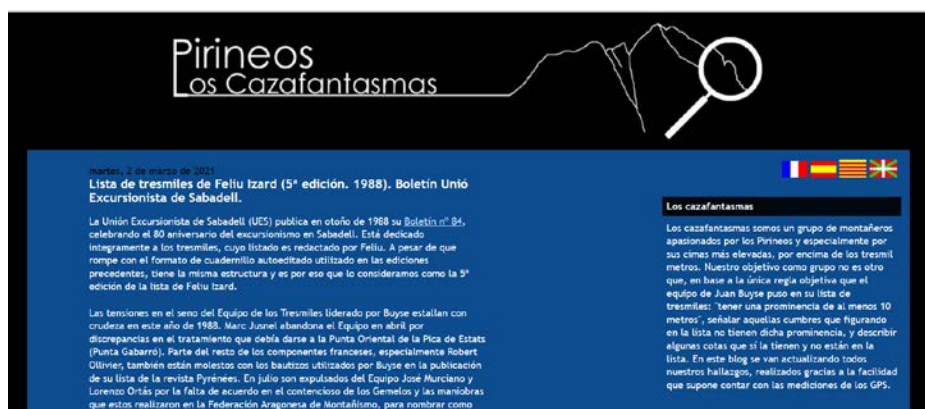 Pirineos
Los Cazafantasmas
martes, 2 de marzo de 2021
Lista de tresmiles de Feliu Izard (5ª edición. 1988). Boletín Unió
Excursionista de Sabadell.
La Unión Excursionista de Sabadell (UES) publica en otoño de 1988 su Boletín nº 84,
celebrando el 80 aniversario del excursionismo en Sabadell. Está dedicado
integramente a los tresmiles, cuyo listado es redactado por Feliu. A pesar de que
rompe con el formato de cuadernillo autoeditado utilizado en las ediciones
precedentes, tiene la misma estructura y es por eso que lo consideramos como la 5ª
edición de la lista de Feliu Izard.
Las tensiones en el seno del Equipo de los Tresmiles liderado por Buyse estallan con
crudeza en este año de 1988. Marc Jusnel abandona el Equipo en abril por
discrepancias en el tratamiento que debía darse a la Punta Oriental de la Pica de Estats
(Punta Gabarró). Parte del resto de los componentes franceses, especialmente Robert
Ollivier, también están molestos con los bautizos utilizados por Buyse en la publicación
de su lista de la revista Pyrénées. En julio son expulsados del Equipo José Murciano y
Lorenzo Ortás por la falta de acuerdo en el contencioso de los Gemelos y las maniobras
que estos realizaron en la Federación Aragonesa de Montañismo, para nombrar como
Los cazafantasmas
Los cazafantasmas somos un grupo de montañeros
apasionados por los Pirineos y especialmente por
sus cimas más elevadas, por encima de los tresmil
metros. Nuestro objetivo como grupo no es otro
que, en base a la única regla objetiva que el
equipo de Juan Buyse puso en su lista de
tresmiles: "tener una prominencia de al menos 10
metros", señalar aquellas cumbres que figurando
en la lista no tienen dicha prominencia, y describir
algunas cotas que sí la tienen y no están en la
lista. En este blog se van actualizando todos
nuestros hallazgos, realizados gracias a la facilidad
que supone contar con las mediciones de los GPS.